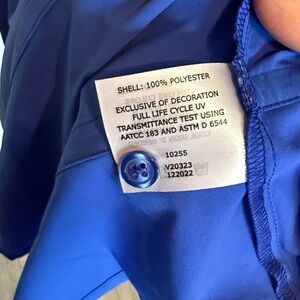 SHELL: 100% POLYESTER
EXCLUSIVE OF DECORATION
FULL LIFE CYCLE UV
TRANSMITTANCE TEST USING
AATCC 183 AND ASTM D 6544
10255
V20323
122022